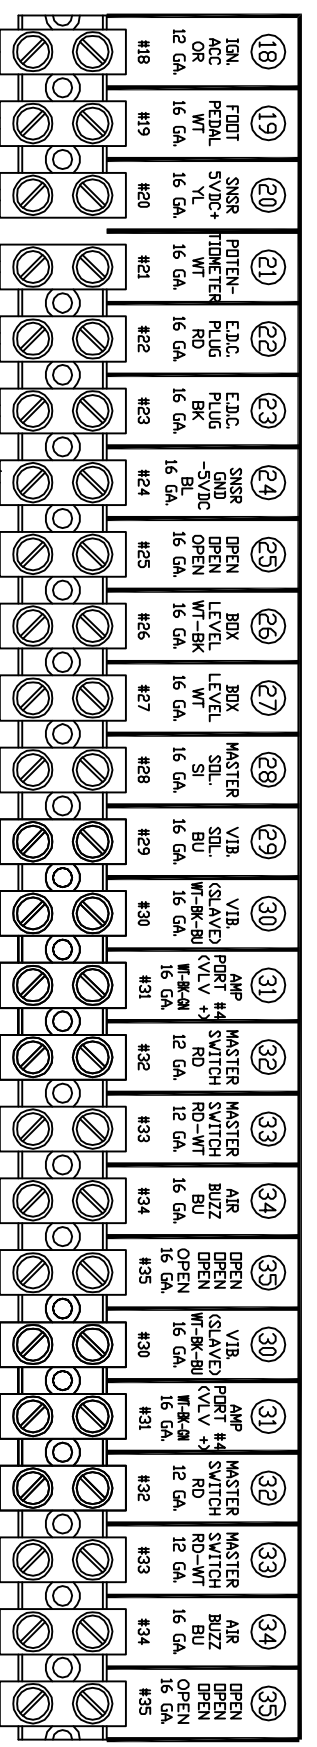 18
IGN.
ACC
OR
12 GA.
#18
19
FOOT
PEDAL
WT
16 GA.
#19
20
SNSR
5VDC+
YL
16 GA.
#20
21
POTEN-
TIOMETER
WT
16 GA.
#21
22
E.D.C.
PLUG
RD
16 GA.
#22
23
E.D.C.
PLUG
BK
16 GA.
#23
24
SNSR
GND
-5VDC
BL
16 GA.
#24
25
OPEN
OPEN
OPEN
16 GA.
#25
26
BOX
LEVEL
WT-BK
16 GA.
#26
27
BOX
LEVEL
WT
16 GA.
#27
28
MASTER
SOL.
SI
16 GA.
#28
29
VIB.
SOL.
BU
16 GA.
#29
30
VIB.
(SLAVE)
WT-BK-BU
16 GA.
#30
31
AMP
PORT #4
(VLV +)
WT-BK-GN
16 GA.
#31
32
MASTER
SWITCH
RD
12 GA.
#32
33
MASTER
SWITCH
RD-WT
12 GA.
#33
34
AIR
BUZZ
BU
16 GA.
#34
35
OPEN
OPEN
OPEN
OPEN
16 GA.
#35
30
VIB.
(SLAVE)
WT-BK-BU
16 GA.
#30
31
AMP
PORT #4
(VLV +)
WT-BK-GN
16 GA.
#31
32
MASTER
SWITCH
RD
12 GA.
#32
33
MASTER
SWITCH
RD-WT
12 GA.
#33
34
AIR
BUZZ
BU
16 GA.
#34
35
OPEN
OPEN
OPEN
OPEN
16 GA.
#35